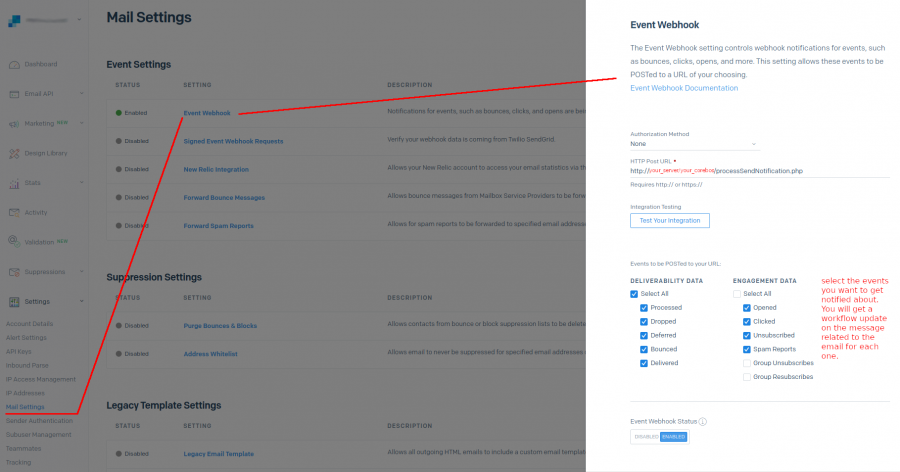 Mail Settings
Event Settings
STATUS SETTING DESCRIPTION
Enabled Event Webhook Notifications for events, such as bounces, clicks, and opens are bei
Disabled Signed Event Webhook Requests Verify your webhook data is coming from Twilio SendGrid
Disabled New Relic Integration Allows your New Relic account to access your email statistics via th
Disabled Forward Bounce Messages Allows bounce messages from Mailbox Service Providers to be forw
Disabled Forward Spam Reports Allows for spam reports to be forwarded to specified email addresse
Suppression Settings
STATUS SETTING DESCRIPTION
Disabled Purge Bounces & Blocks Allows contacts from bounce or block suppression lists to be delet
Disabled Address Whitelist Allows email to never be suppressed for specified email addresses
Legacy Template Settings
STATUS SETTING DESCRIPTION
Disabled Legacy Email Template Allows all outgoing HTML emails to include a custom email templat
Dashboard
Email API
Marketing NEW
Design Library
Stats
Activity
Validation NEW
Suppressions
Settings
Account Details
Alert Settings
API Keys
Inbound Parse
IP Access Management
IP Addresses
Mail Settings
Sender Authentication
Subuser Management
Teammates
Tracking
Event Webhook
The Event Webhook setting controls webhook notifications for events, such
as bounces, clicks, opens, and more. This setting allows these events to be
POSTed to a URL of your choosing.
Event Webhook Documentation
Authorization Method
None
HTTP Post URL •
http://your_server/your_corebos/processSendNotification.php
Requires http:// or https://
Integration Testing
Test Your Integration
Events to be POSTed to your URL:
DELIVERABILITY DATA
Select All
Processed
Dropped
Deferred
Bounced
Delivered
ENGAGEMENT DATA
Select All
Opened
Clicked
Unsubscribed
Spam Reports
Group Unsubscribes
Group Resubscribes
select the events
you want to get
notified about.
You will get a
workflow update
on the message
related to the
email for each
one.
Event Webhook Status
DISABLED ENABLED